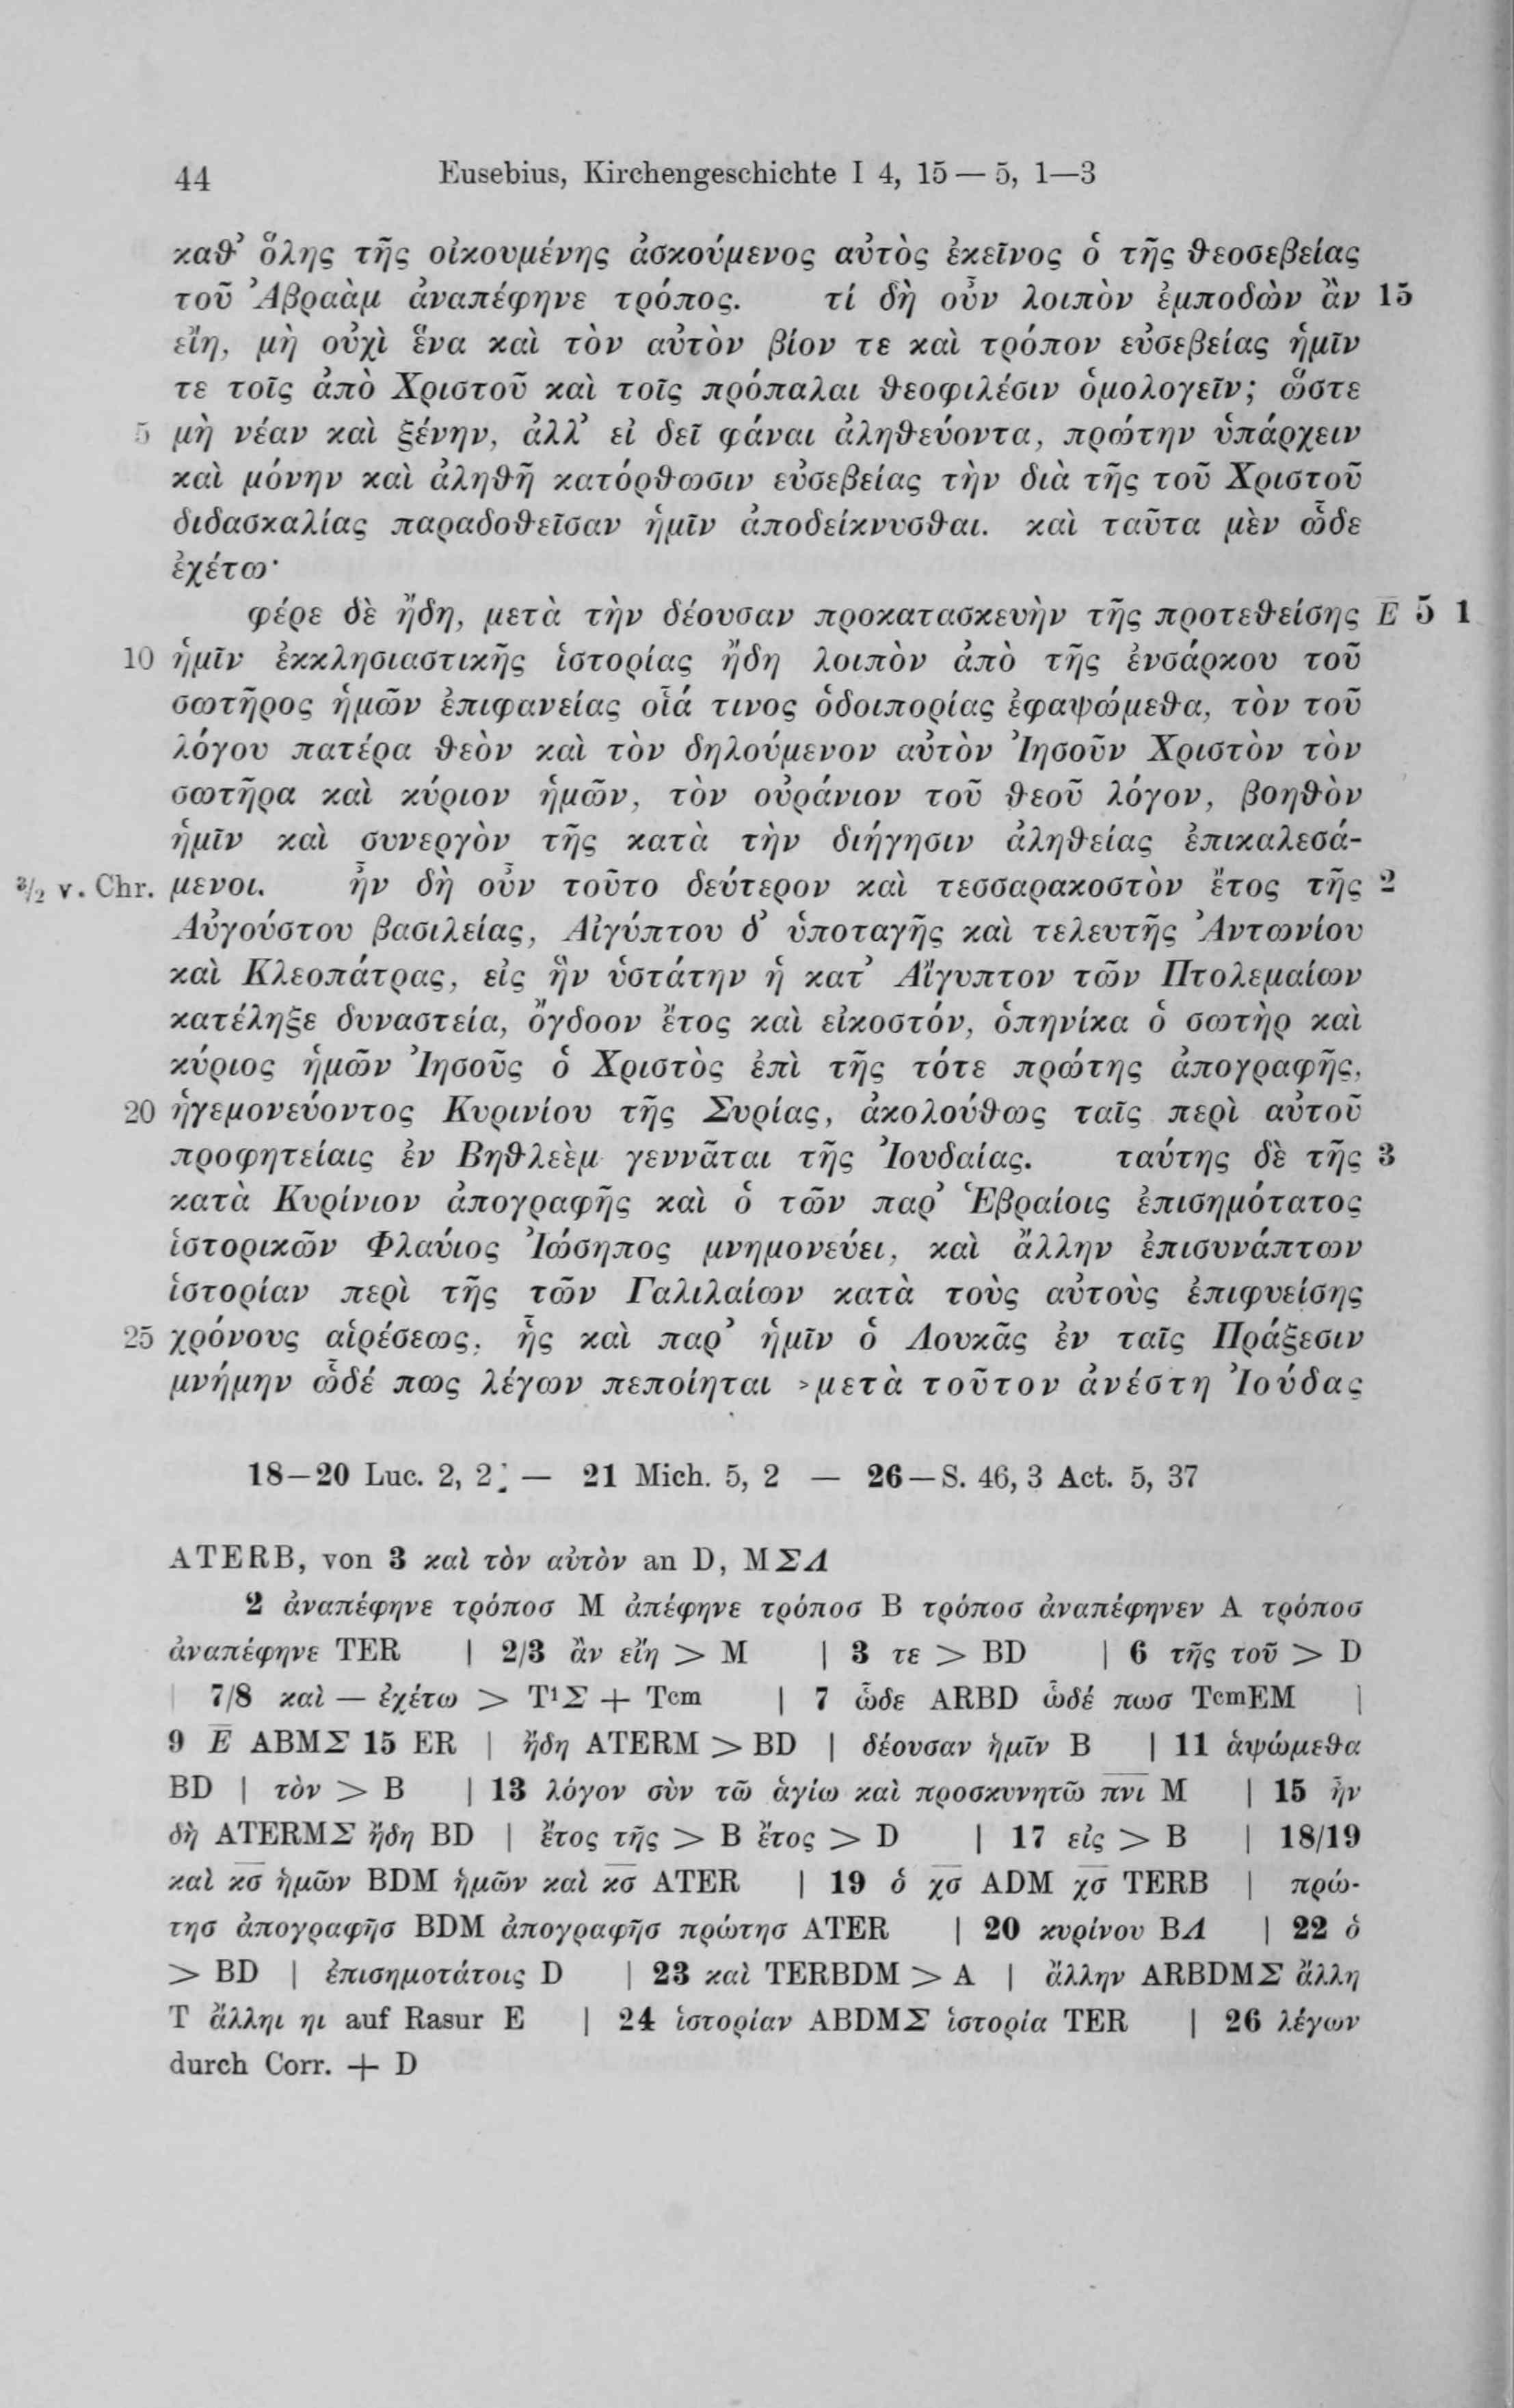 44 Eusebius, Kirchengeschichte I 4, 15 — 5, 1—3
καθ’ ὅλης τῆς οἰκουμένης ἀσκούμενος αὐτὸς ἐκεῖνος ὁ τῆς θεοσεβείας
τοῦ Ἀβραὰμ ἀναπέφηνε τρόπος. τί δὴ οὖν λοιπὸν ἐμποδὼν ἂν 15
εἴη, μὴ οὐχὶ ἕνα καὶ τὸν αὐτὸν βίον τε καὶ τρόπον εὐσεβείας ἡμῖν
τε τοῖς ἀπὸ Χριστοῦ καὶ τοῖς πρόπαλαι θεοφιλέσιν ὁμολογεῖν; ὥστε
5 μὴ νέαν καὶ ξένην, ἀλλ’ εἰ δεῖ φάναι ἀληθεύοντα, πρώτην ὑπάρχειν
καὶ μόνην καὶ ἀληθῆ κατόρθωσιν εὐσεβείας τὴν διὰ τῆς τοῦ Χριστοῦ
διδασκαλίας παραδοθεῖσαν ἡμῖν ἀποδείκνυσθαι. καὶ ταῦτα μὲν ὧδε
ἐχέτω·
φέρε δὲ ἤδη, μετὰ τὴν δέουσαν προκατασκευὴν τῆς προτεθείσης Ε̅ 5 1
10 ἡμῖν ἐκκλησιαστικῆς ἱστορίας ἤδη λοιπὸν ἀπὸ τῆς ἐνσάρκου τοῦ
σωτῆρος ἡμῶν ἐπιφανείας οἷά τινος ὁδοιπορίας ἐφαψώμεθα, τὸν τοῦ
λόγου πατέρα θεὸν καὶ τὸν δηλούμενον αὐτὸν Ἰησοῦν Χριστὸν τὸν
σωτῆρα καὶ κύριον ἡμῶν, τὸν οὐράνιον τοῦ θεοῦ λόγον, βοηθὸν
ἡμῖν καὶ συνεργὸν τῆς κατὰ τὴν διήγησιν ἀληθείας ἐπικαλεσά-
3/2 v. Chr. μενοι. ἦν δὴ οὖν τοῦτο δεύτερον καὶ τεσσαρακοστὸν ἔτος τῆς 2
Αὐγούστου βασιλείας, Αἰγύπτου δ’ ὑποταγῆς καὶ τελευτῆς Ἀντωνίου
καὶ Κλεοπάτρας, εἰς ἣν ὑστάτην ἡ κατ’ Αἴγυπτον τῶν Πτολεμαίων
κατέληξε δυναστεία, ὄγδοον ἔτος καὶ εἰκοστόν, ὁπηνίκα ὁ σωτὴρ καὶ
κύριος ἡμῶν Ἰησοῦς ὁ Χριστὸς ἐπὶ τῆς τότε πρώτης ἀπογραφῆς,
20 ἡγεμονεύοντος Κυρινίου τῆς Συρίας, ἀκολούθως ταῖς περὶ αὐτοῦ
προφητείαις ἐν Βηθλεὲμ γεννᾶται τῆς Ἰουδαίας. ταύτης δὲ τῆς 3
κατὰ Κυρίνιον ἀπογραφῆς καὶ ὁ τῶν παρ’ Ἑβραίοις ἐπισημότατος
ἱστορικῶν Φλαύιος Ἰώσηπος μνημονεύει, καὶ ἄλλην ἐπισυνάπτων
ἱστορίαν περὶ τῆς τῶν Γαλιλαίων κατὰ τοὺς αὐτοὺς ἐπιφυείσης
25 χρόνους αἱρέσεως, ἧς καὶ παρ’ ἡμῖν ὁ Λουκᾶς ἐν ταῖς Πράξεσιν
μνήμην ὧδέ πως λέγων πεποίηται >μετὰ τοῦτον ἀνέστη Ἰούδας
18—20 Luc. 2, 2 — 21 Mich. 5, 2 — 26—S. 46, 3 Act. 5, 37
ATERB, von 3 καὶ τὸν αὐτὸν an D, MΣΛ
2 ἀναπέφηνε τρόποσ M ἀπέφηνε τρόποσ B τρόποσ ἀναπέφηνεν A τρόποσ
ἀναπέφηνε TER | 2/3 ἂν εἴη > M | 3 τε > BD | 6 τῆς τοῦ > D
| 7/8 καὶ — ἐχέτω > T¹Σ + Tcm | 7 ὧδε ARBD ὧδέ πωσ TcmEM |
9 Ε̅ ABMΣ 15 ER | ἤδη ATERM > BD | δέουσαν ἡμῖν B | 11 ἁψώμεθα
BD | τὸν > B | 13 λόγον σὺν τῶ ἁγίω καὶ προσκυνητῶ π̅ν̅ι̅ M | 15 ἦν
δὴ ATERMΣ ἤδη BD | ἔτος τῆς > B ἔτος > D | 17 εἰς > B | 18/19
καὶ κ̅σ̅ ἡμῶν BDM ἡμῶν καὶ κ̅σ̅ ATER | 19 ὁ χ̅σ̅ ADM χ̅σ̅ TERB | πρώ-
τησ ἀπογραφῆσ BDM ἀπογραφῆσ πρώτησ ATER | 20 κυρίνου BΛ | 22 ὁ
> BD | ἐπισημοτάτοις D | 23 καὶ TERBDM > A | ἄλλην ARBDMΣ ἄλλη
T ἄλληι ηι auf Rasur E | 24 ἱστορίαν ABDMΣ ἱστορία TER | 26 λέγων
durch Corr. + D